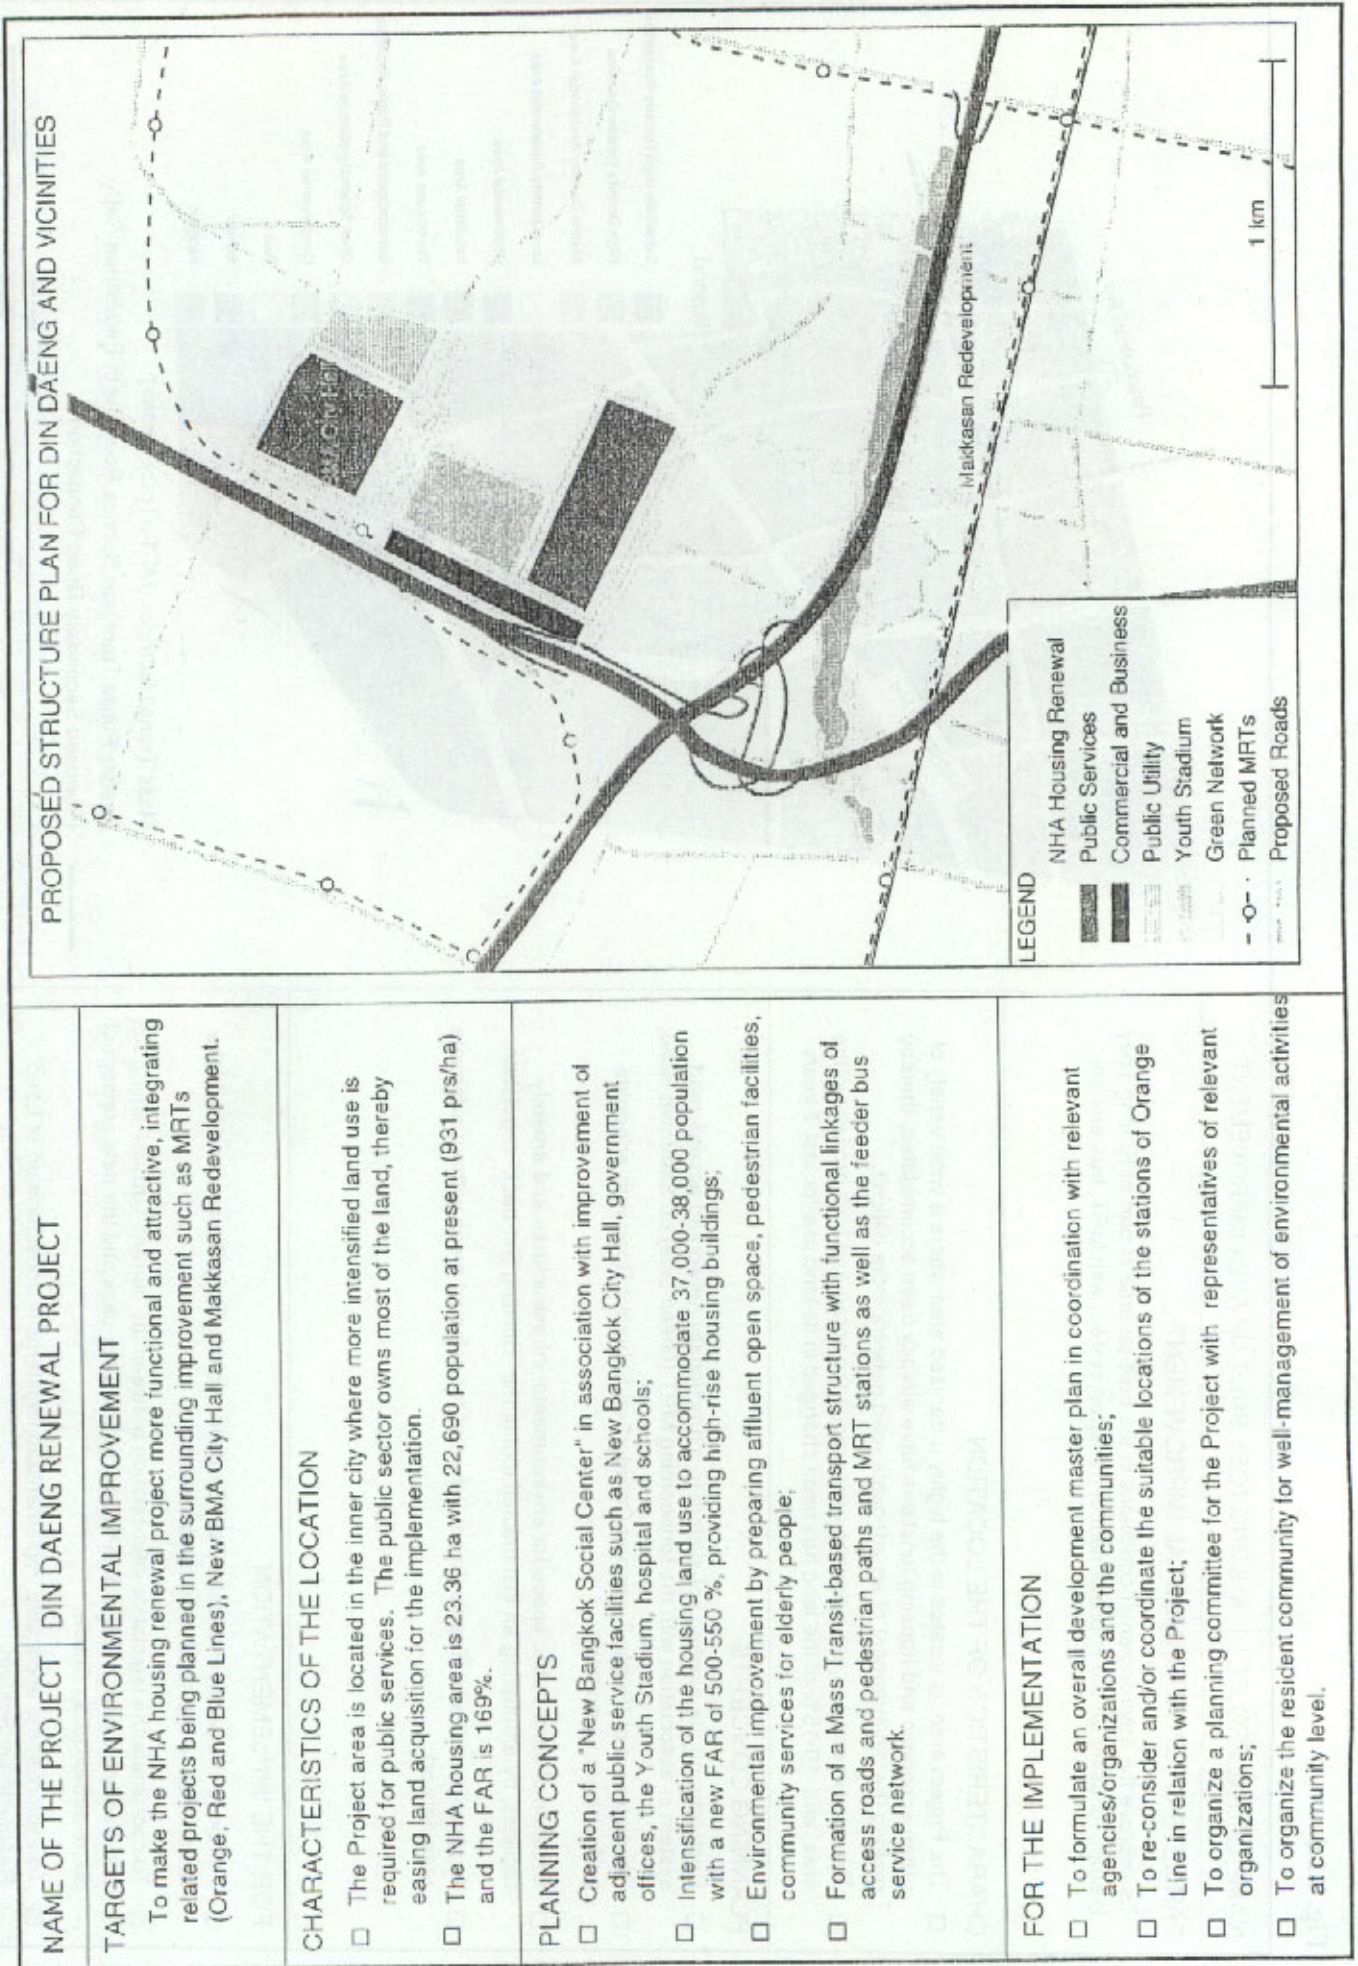 NAME OF THE PROJECT DIN DAENG RENEWAL PROJECT
TARGETS OF ENVIRONMENTAL IMPROVEMENT
To make the NHA housing renewal project more functional and attractive, integrating
related projects being planned in the surrounding improvement such as MRTs
(Orange, Red and Blue Lines), New BMA City Hall and Makkasan Redevelopment.
CHARACTERISTICS OF THE LOCATION
☐ The Project area is located in the inner city where more intensified land use is
required for public services. The public sector owns most of the land, thereby
easing land acquisition for the implementation.
☐ The NHA housing area is 23.36 ha with 22,690 population at present (931 prs/ha)
and the FAR is 169%.
PLANNING CONCEPTS
☐ Creation of a "New Bangkok Social Center" in association with improvement of
adjacent public service facilities such as New Bangkok City Hall, government
offices, the Youth Stadium, hospital and schools;
☐ Intensification of the housing land use to accommodate 37,000-38,000 population
with a new FAR of 500-550 %, providing high-rise housing buildings;
☐ Environmental improvement by preparing affluent open space, pedestrian facilities,
community services for elderly people;
☐ Formation of a Mass Transit-based transport structure with functional linkages of
access roads and pedestrian paths and MRT stations as well as the feeder bus
service network.
FOR THE IMPLEMENTATION
☐ To formulate an overall development master plan in coordination with relevant
agencies/organizations and the communities;
☐ To re-consider and/or coordinate the suitable locations of the stations of Orange
Line in relation with the Project;
☐ To organize a planning committee for the Project with representatives of relevant
organizations;
☐ To organize the resident community for well-management of environmental activities
at community level.
PROPOSED STRUCTURE PLAN FOR DIN DAENG AND VICINITIES
BMA City Hall
Makkasan Redevelopment
1 km
LEGEND
NHA Housing Renewal
Public Services
Commercial and Business
Public Utility
Youth Stadium
Green Network
Planned MRTs
Proposed Roads